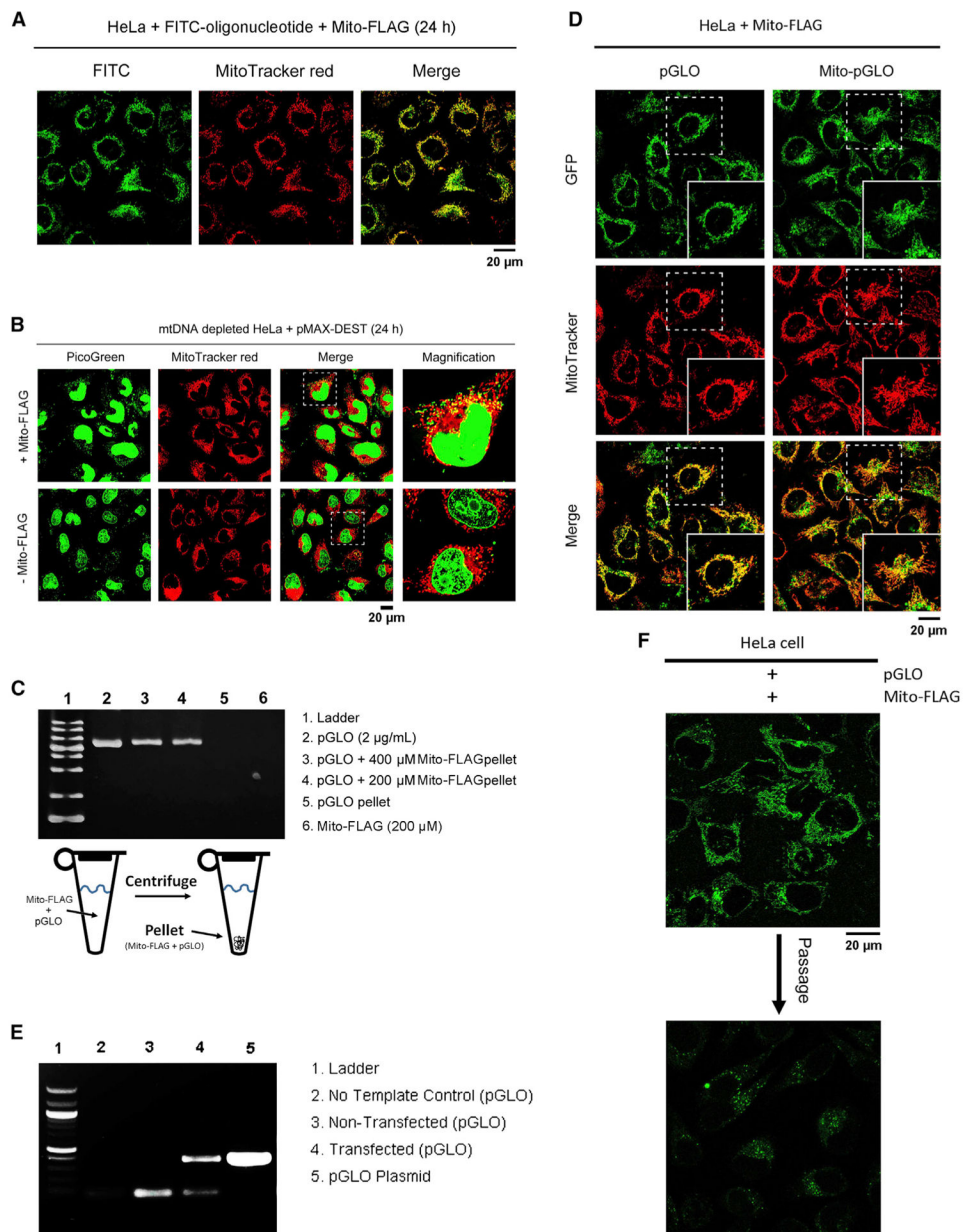 A
HeLa + FITC-oligonucleotide + Mito-FLAG (24 h)
FITC MitoTracker red Merge
20 µm
B
mtDNA depleted HeLa + pMAX-DEST (24 h)
PicoGreen MitoTracker red Merge Magnification
+ Mito-FLAG
- Mito-FLAG
20 µm
C
1 2 3 4 5 6
1. Ladder
2. pGLO (2 µg/mL)
3. pGLO + 400 µM Mito-FLAGpellet
4. pGLO + 200 µM Mito-FLAGpellet
5. pGLO pellet
6. Mito-FLAG (200 µM)
Mito-FLAG
+
pGLO
Centrifuge
Pellet
(Mito-FLAG + pGLO)
D
HeLa + Mito-FLAG
pGLO Mito-pGLO
GFP
MitoTracker
Merge
20 µm
E
1 2 3 4 5
1. Ladder
2. No Template Control (pGLO)
3. Non-Transfected (pGLO)
4. Transfected (pGLO)
5. pGLO Plasmid
F
HeLa cell
+ pGLO
+ Mito-FLAG
20 µm
Passage